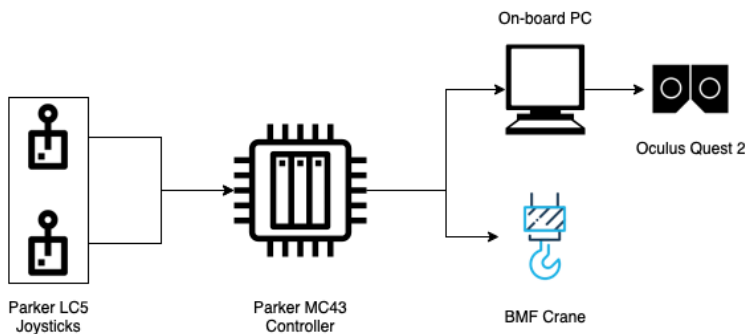 On-board PC
Oculus Quest 2
Parker LC5
Joysticks
Parker MC43
Controller
BMF Crane